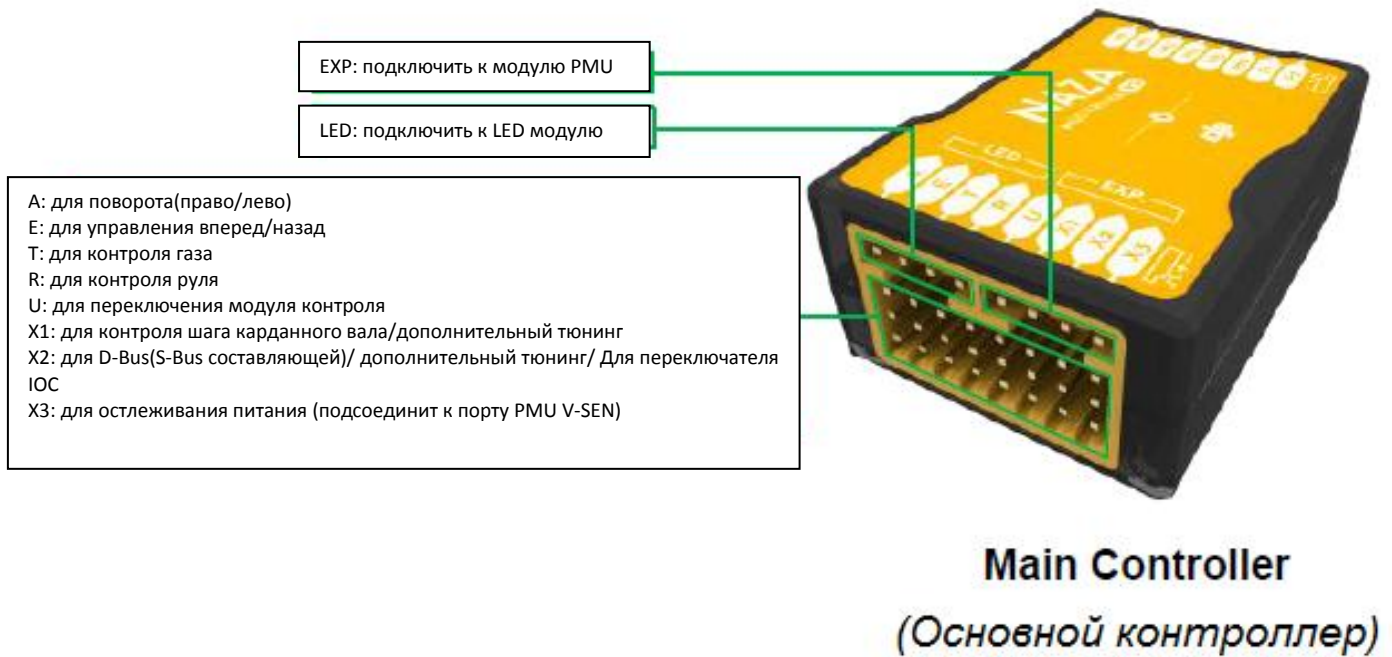 EXP: подключить к модулю PMU
LED: подключить к LED модулю
A: для поворота(право/лево)
E: для управления вперед/назад
T: для контроля газа
R: для контроля руля
U: для переключения модуля контроля
X1: для контроля шага карданного вала/дополнительный тюнинг
X2: для D-Bus(S-Bus составляющей)/ дополнительный тюнинг/ Для переключателя
IOC
X3: для остлеживания питания (подсоединит к порту PMU V-SEN)
NAZA
LED
EXP
E T R U X1 X2 X3
Main Controller
(Основной контроллер)